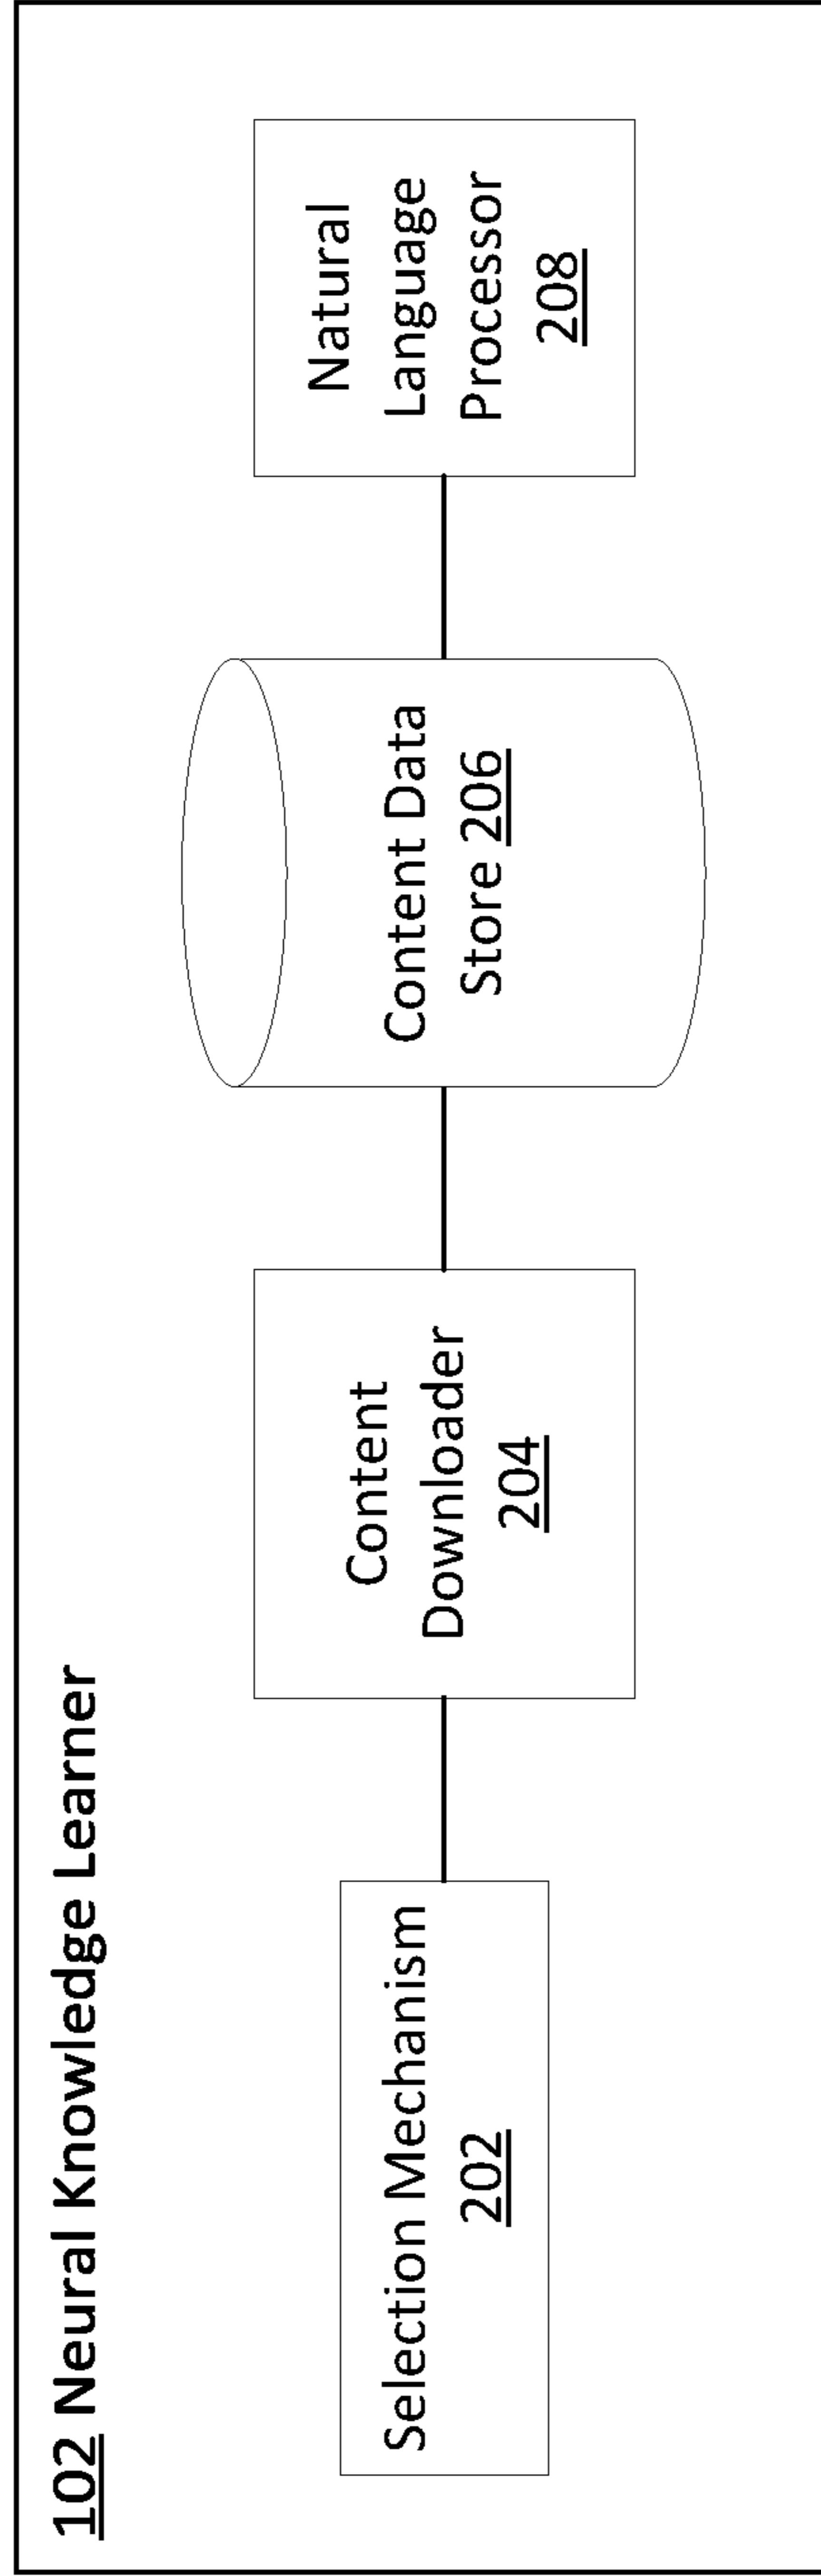 102 Neural Knowledge Learner
Selection Mechanism
202
Content
Downloader
204
Content Data
Store 206
Natural
Language
Processor
208